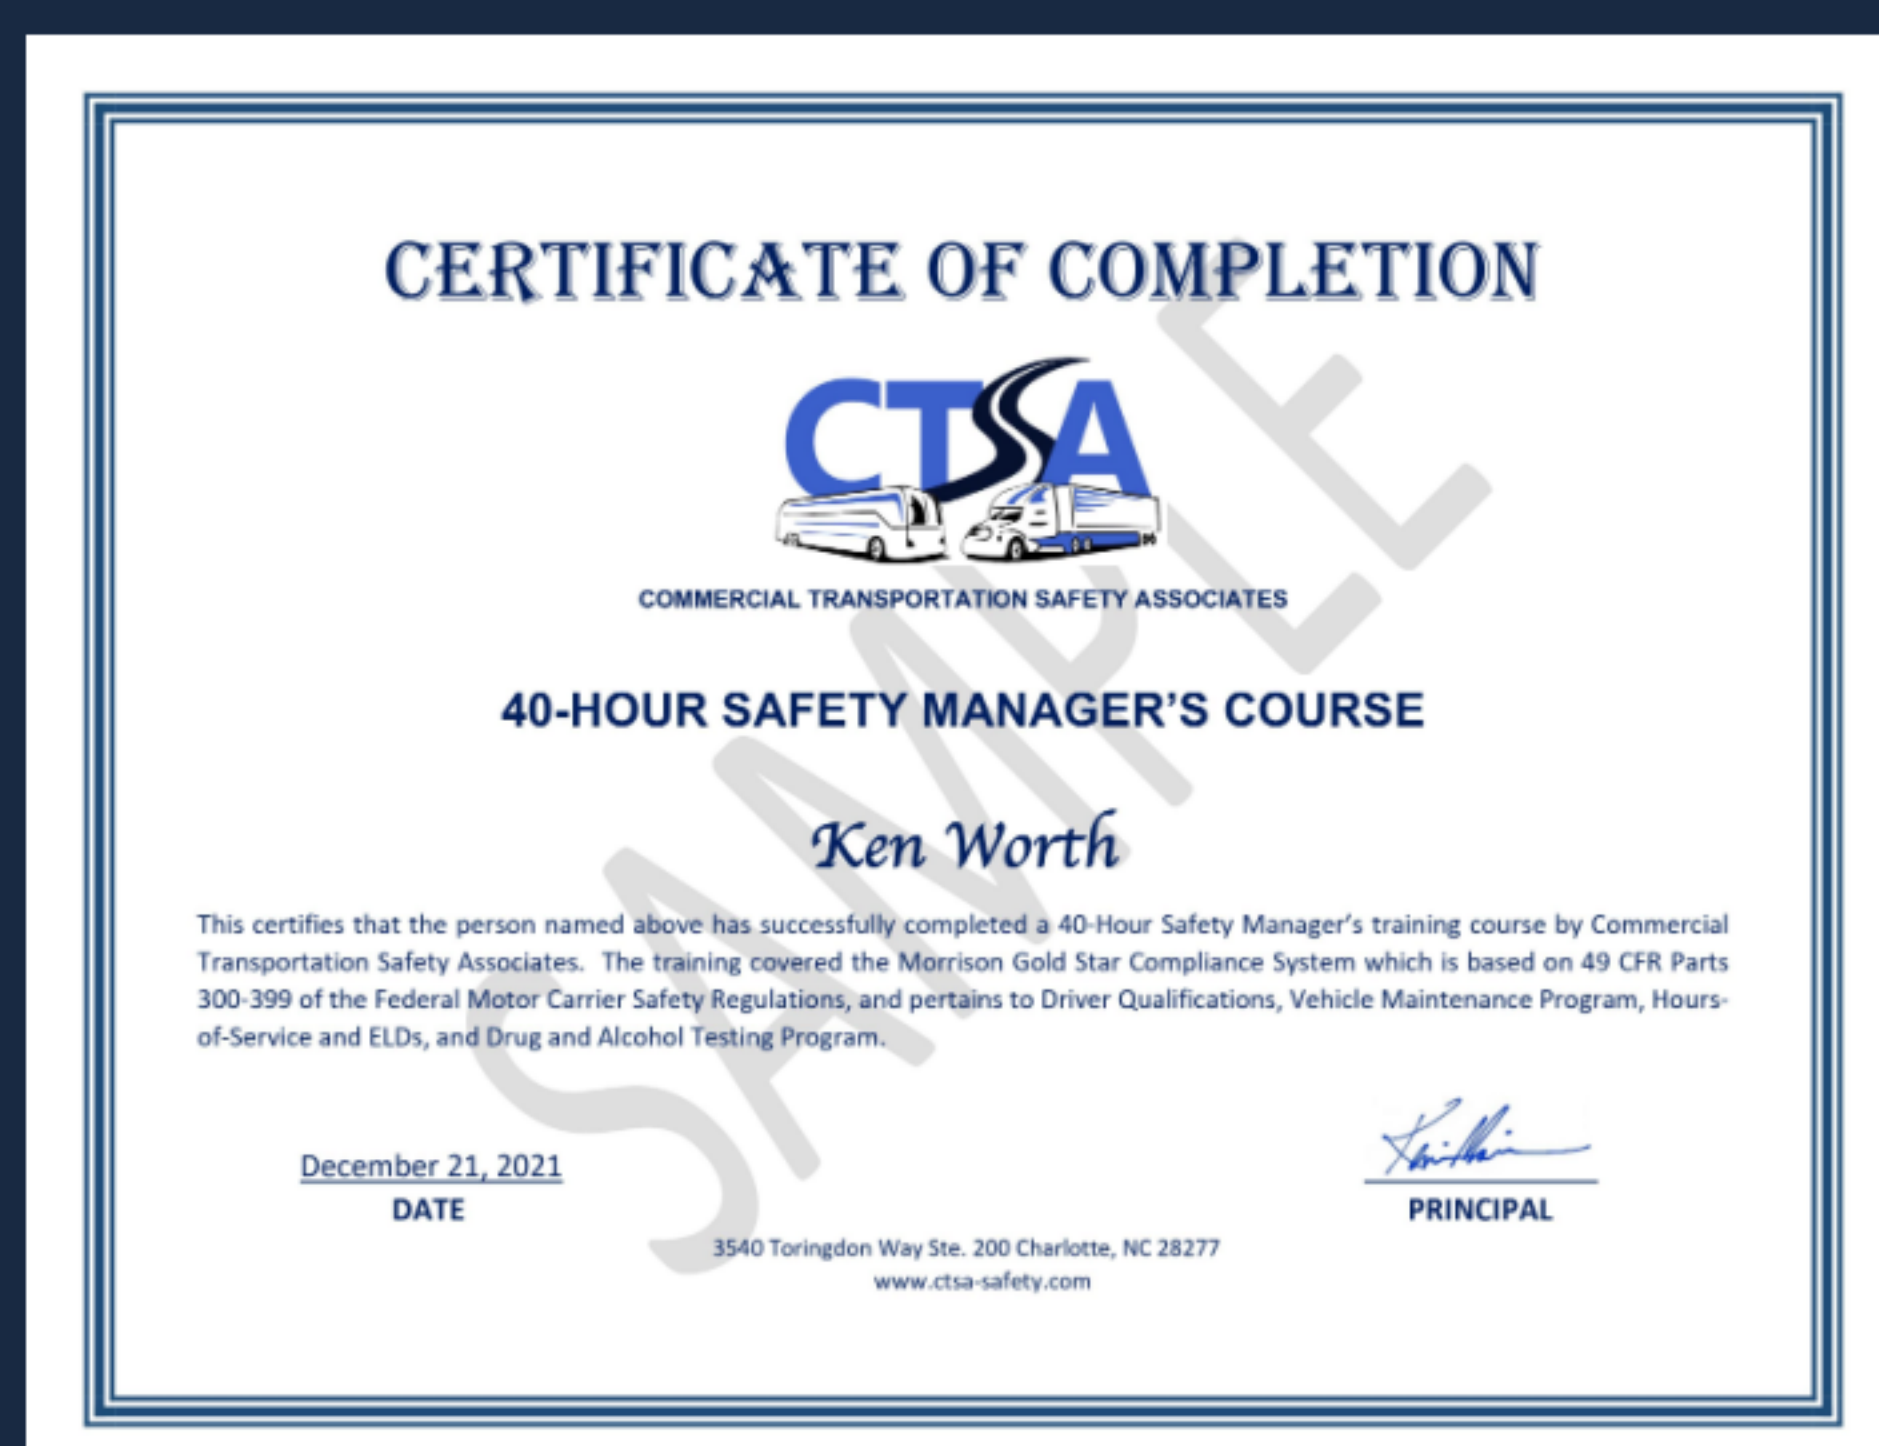 CERTIFICATE OF COMPLETION
CTSA
COMMERCIAL TRANSPORTATION SAFETY ASSOCIATES
40-HOUR SAFETY MANAGER’S COURSE
Ken Worth
This certifies that the person named above has successfully completed a 40-Hour Safety Manager’s training course by Commercial
Transportation Safety Associates. The training covered the Morrison Gold Star Compliance System which is based on 49 CFR Parts
300-399 of the Federal Motor Carrier Safety Regulations, and pertains to Driver Qualifications, Vehicle Maintenance Program, Hours-
of-Service and ELDs, and Drug and Alcohol Testing Program.
December 21, 2021
DATE
PRINCIPAL
3540 Toringdon Way Ste. 200 Charlotte, NC 28277
www.ctsa-safety.com
SAMPLE